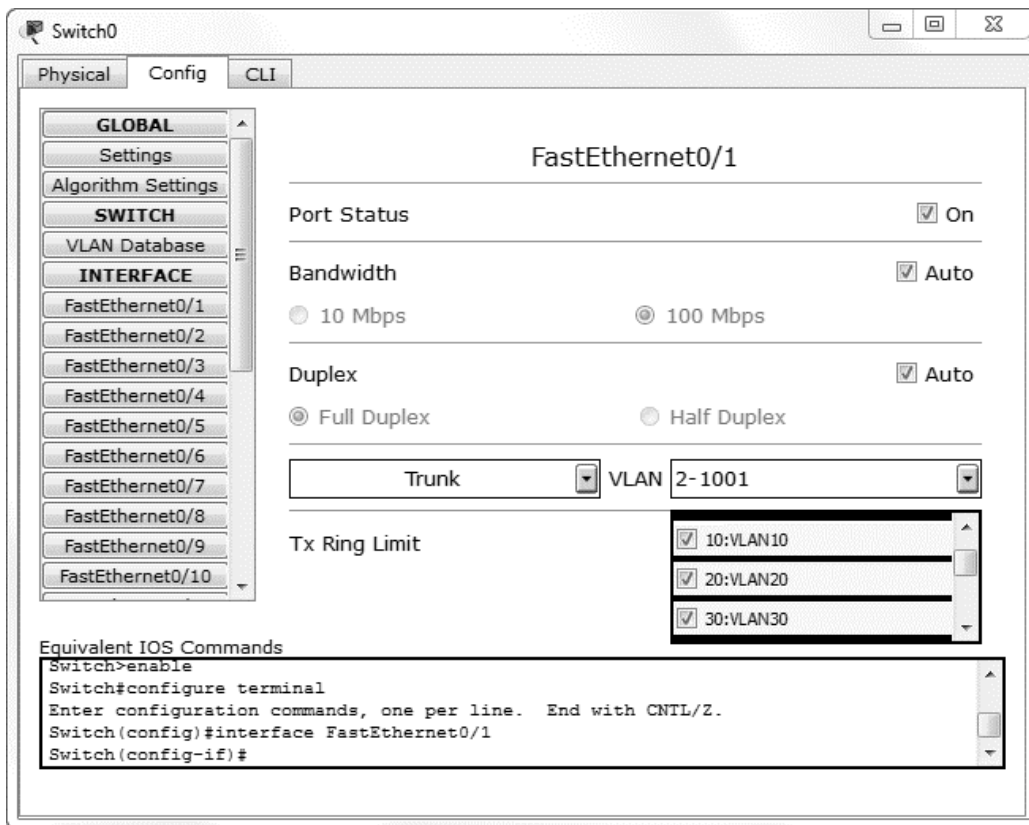 Switch0
Physical Config CLI
GLOBAL
Settings
Algorithm Settings
SWITCH
VLAN Database
INTERFACE
FastEthernet0/1
FastEthernet0/2
FastEthernet0/3
FastEthernet0/4
FastEthernet0/5
FastEthernet0/6
FastEthernet0/7
FastEthernet0/8
FastEthernet0/9
FastEthernet0/10
FastEthernet0/1
Port Status On
Bandwidth Auto
10 Mbps 100 Mbps
Duplex Auto
Full Duplex Half Duplex
Trunk VLAN 2-1001
Tx Ring Limit
10:VLAN10
20:VLAN20
30:VLAN30
Equivalent IOS Commands
Switch>enable
Switch#configure terminal
Enter configuration commands, one per line.  End with CNTL/Z.
Switch(config)#interface FastEthernet0/1
Switch(config-if)#